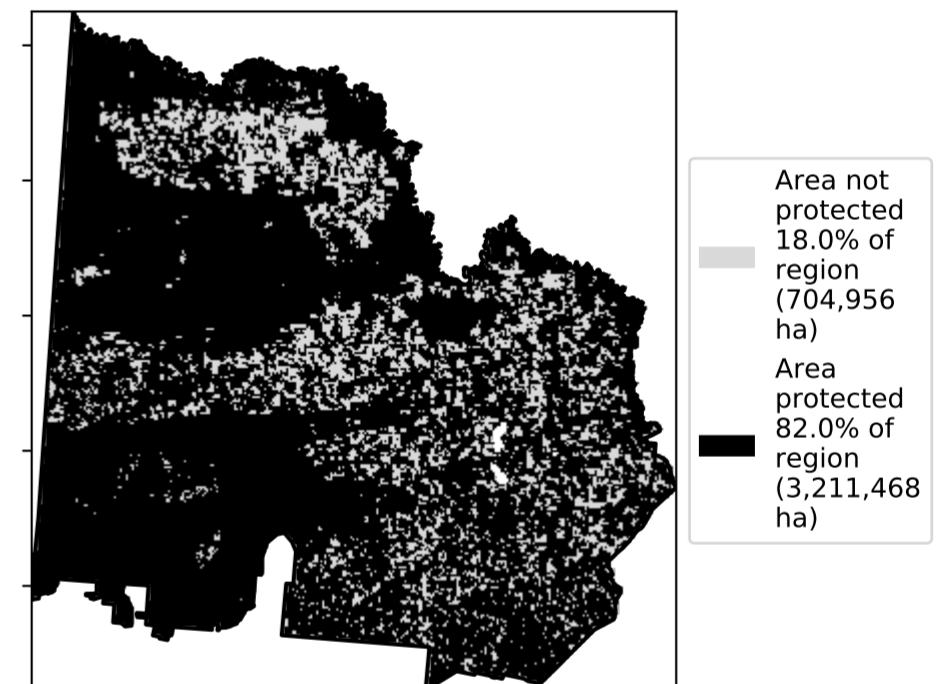 Area not
protected
18.0% of
region
(704,956
ha)
Area
protected
82.0% of
region
(3,211,468
ha)